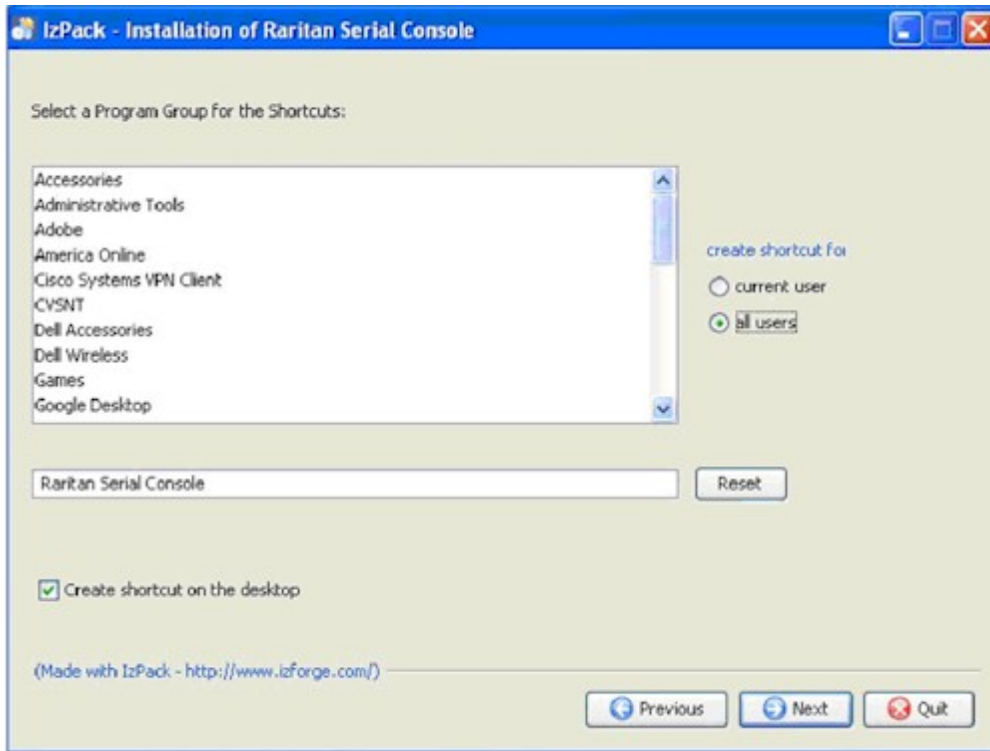 IzPack - Installation of Raritan Serial Console
Select a Program Group for the Shortcuts:
Accessories
Administrative Tools
Adobe
America Online
Cisco Systems VPN Client
CVSNT
Dell Accessories
Dell Wireless
Games
Google Desktop
create shortcut for
current user
all users
Raritan Serial Console
Reset
Create shortcut on the desktop
(Made with IzPack - http://www.izforge.com/)
Previous
Next
Quit